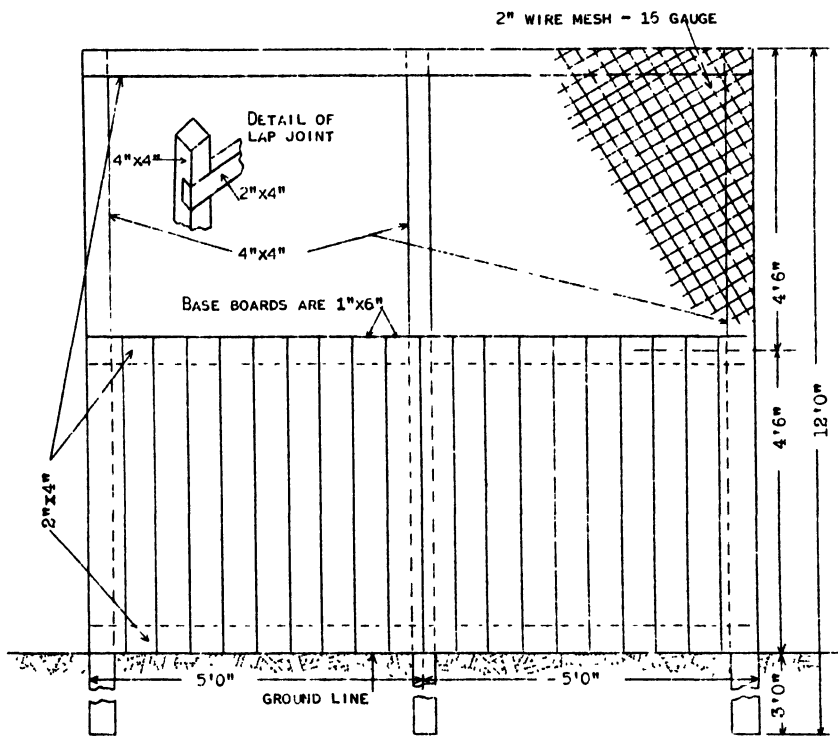 2" WIRE MESH - 15 GAUGE
DETAIL OF
LAP JOINT
4"x4"
2"x4"
4"x4"
BASE BOARDS ARE 1"x6"
4'6"
4'6"
12'0"
2"x4"
5'0"
5'0"
GROUND LINE
3'0"